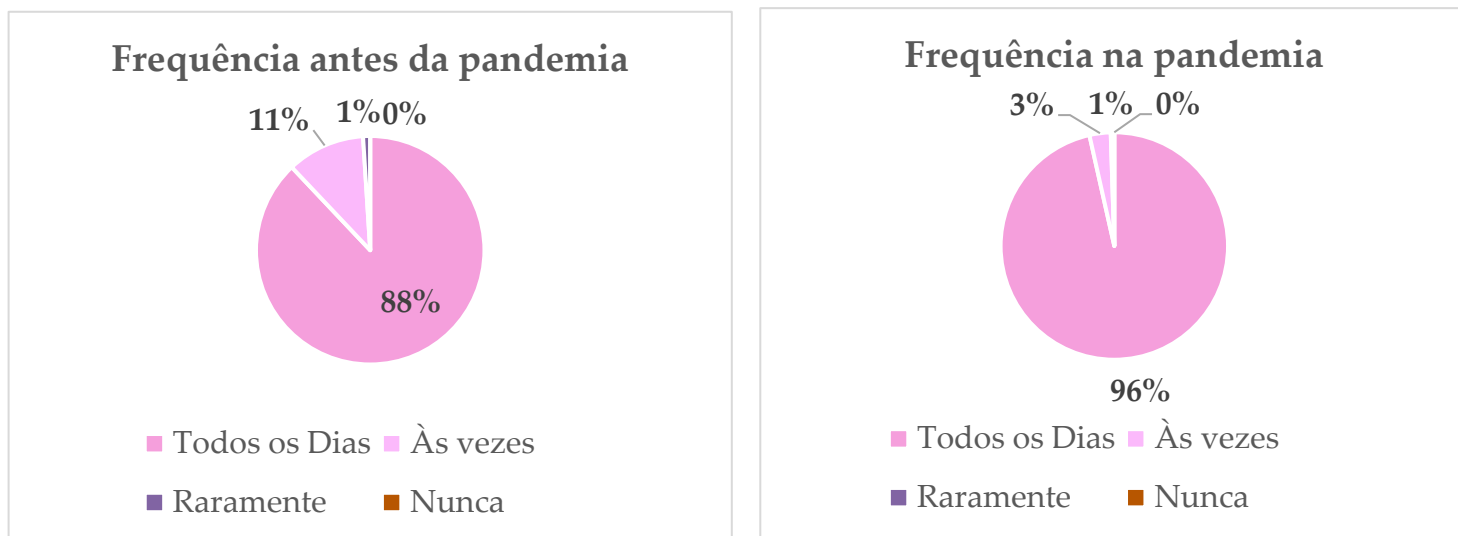 Frequência antes da pandemia
11%
1%
0%
88%
Todos os Dias
Às vezes
Raramente
Nunca
Frequência na pandemia
3%
1%
0%
96%
Todos os Dias
Às vezes
Raramente
Nunca